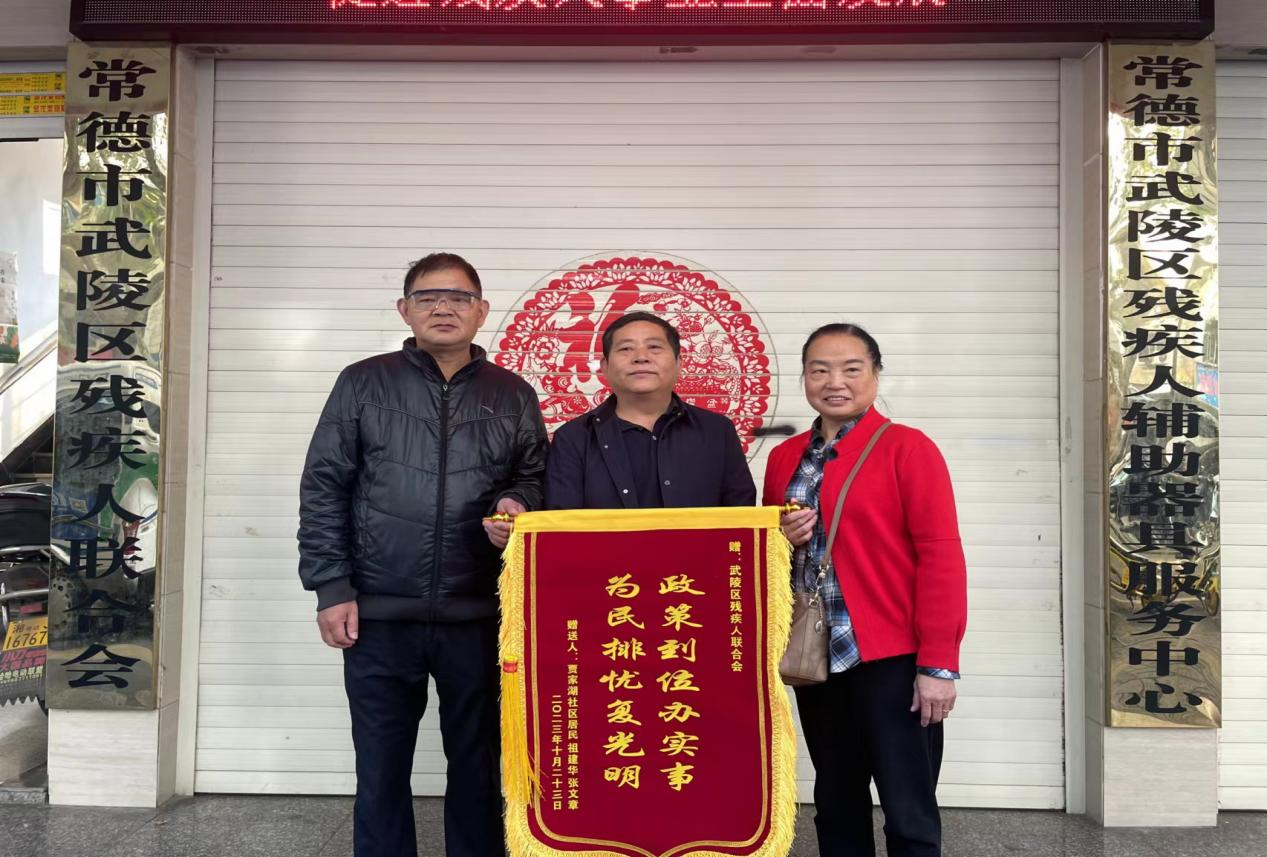 常德市武陵区残疾人联合会
常德市武陵区残疾人辅助器具服务中心
赠：武陵区残疾人联合会
政策到位办实事
为民排忧复光明
赠送人：贾家湖社区居民 祖建华 张文章
二〇二三年十月二十三日
福
湘
16767